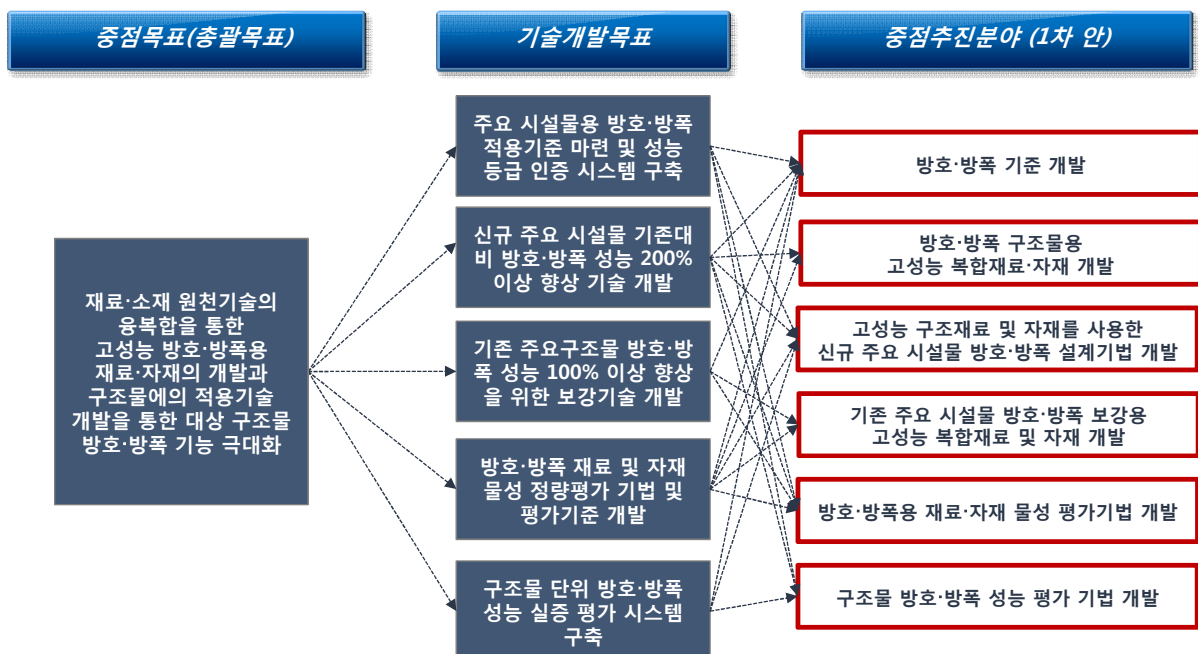 중점목표(총괄목표)
기술개발목표
중점추진분야 (1차 안)
재료·소재 원천기술의
융복합을 통한
고성능 방호·방폭용
재료·자재의 개발과
구조물에의 적용기술
개발을 통한 대상 구조물
방호·방폭 기능 극대화
주요 시설물용 방호·방폭
적용기준 마련 및 성능
등급 인증 시스템 구축
신규 주요 시설물 기존대
비 방호·방폭 성능 200%
이상 향상 기술 개발
기존 주요구조물 방호·방
폭 성능 100% 이상 향상
을 위한 보강기술 개발
방호·방폭 재료 및 자재
물성 정량평가 기법 및
평가기준 개발
구조물 단위 방호·방폭
성능 실증 평가 시스템
구축
방호·방폭 기준 개발
방호·방폭 구조물용
고성능 복합재료·자재 개발
고성능 구조재료 및 자재를 사용한
신규 주요 시설물 방호·방폭 설계기법 개발
기존 주요 시설물 방호·방폭 보강용
고성능 복합재료 및 자재 개발
방호·방폭용 재료·자재 물성 평가기법 개발
구조물 방호·방폭 성능 평가 기법 개발